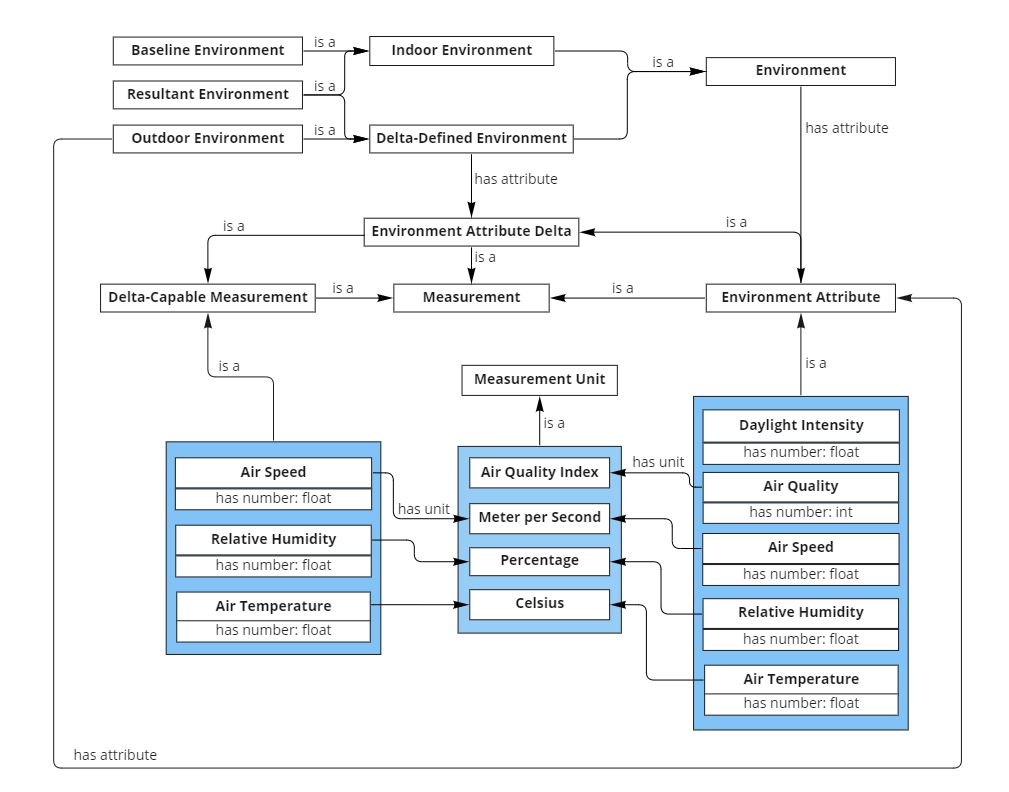 Baseline Environment
is a
Indoor Environment
is a
Environment
Resultant Environment
is a
Outdoor Environment
is a
Delta-Defined Environment
has attribute
has attribute
is a
Environment Attribute Delta
is a
is a
Delta-Capable Measurement
is a
Measurement
is a
Environment Attribute
is a
Measurement Unit
is a
is a
Air Speed
has number: float
Relative Humidity
has number: float
Air Temperature
has number: float
has unit
Air Quality Index
Meter per Second
Percentage
Celsius
has unit
Daylight Intensity
has number: float
Air Quality
has number: int
Air Speed
has number: float
Relative Humidity
has number: float
Air Temperature
has number: float
has attribute